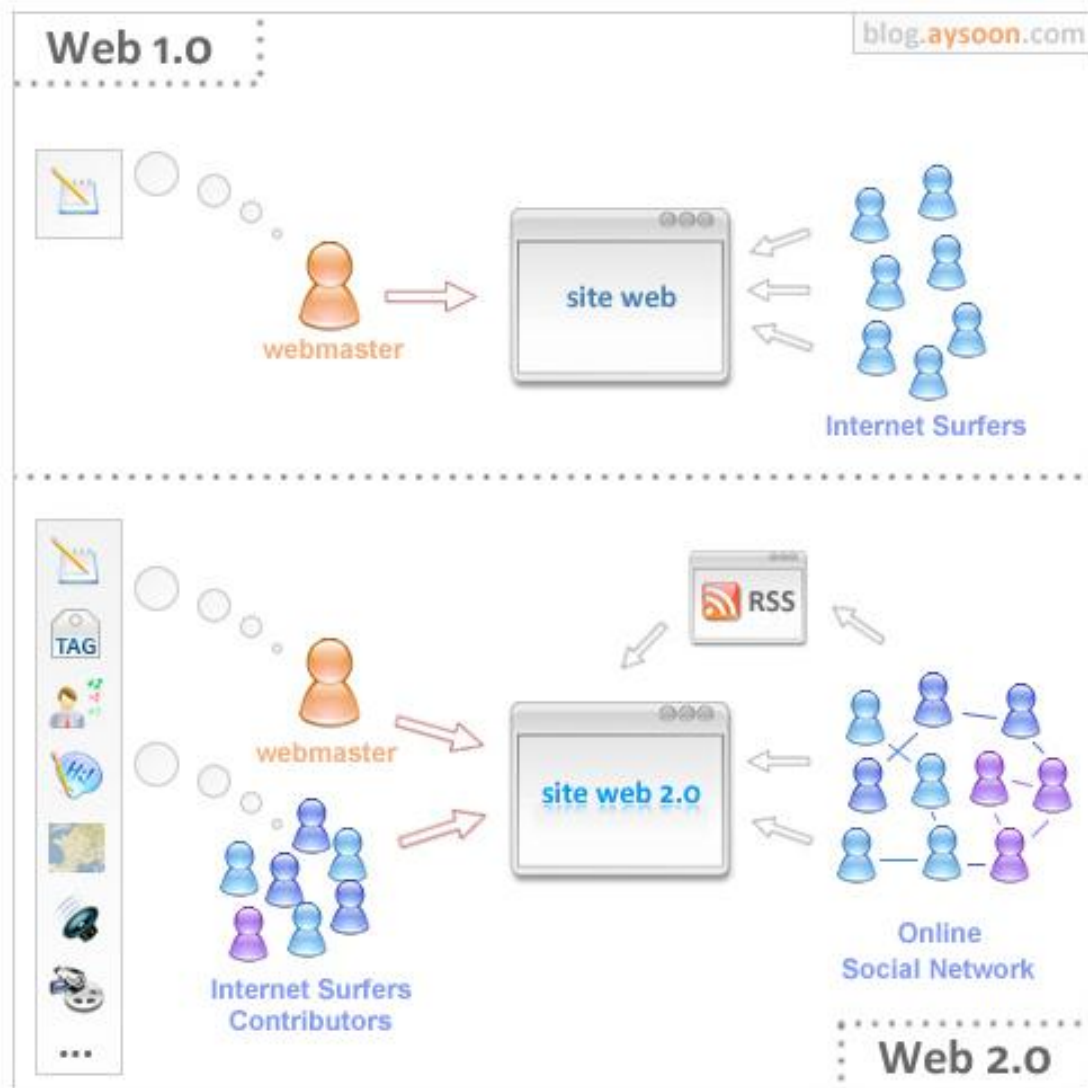 Web 1.0
blog.aysoon.com
site web
webmaster
Internet Surfers
RSS
TAG
webmaster
site web 2.0
Hi!
Online
Social Network
Internet Surfers
Contributors
...
Web 2.0